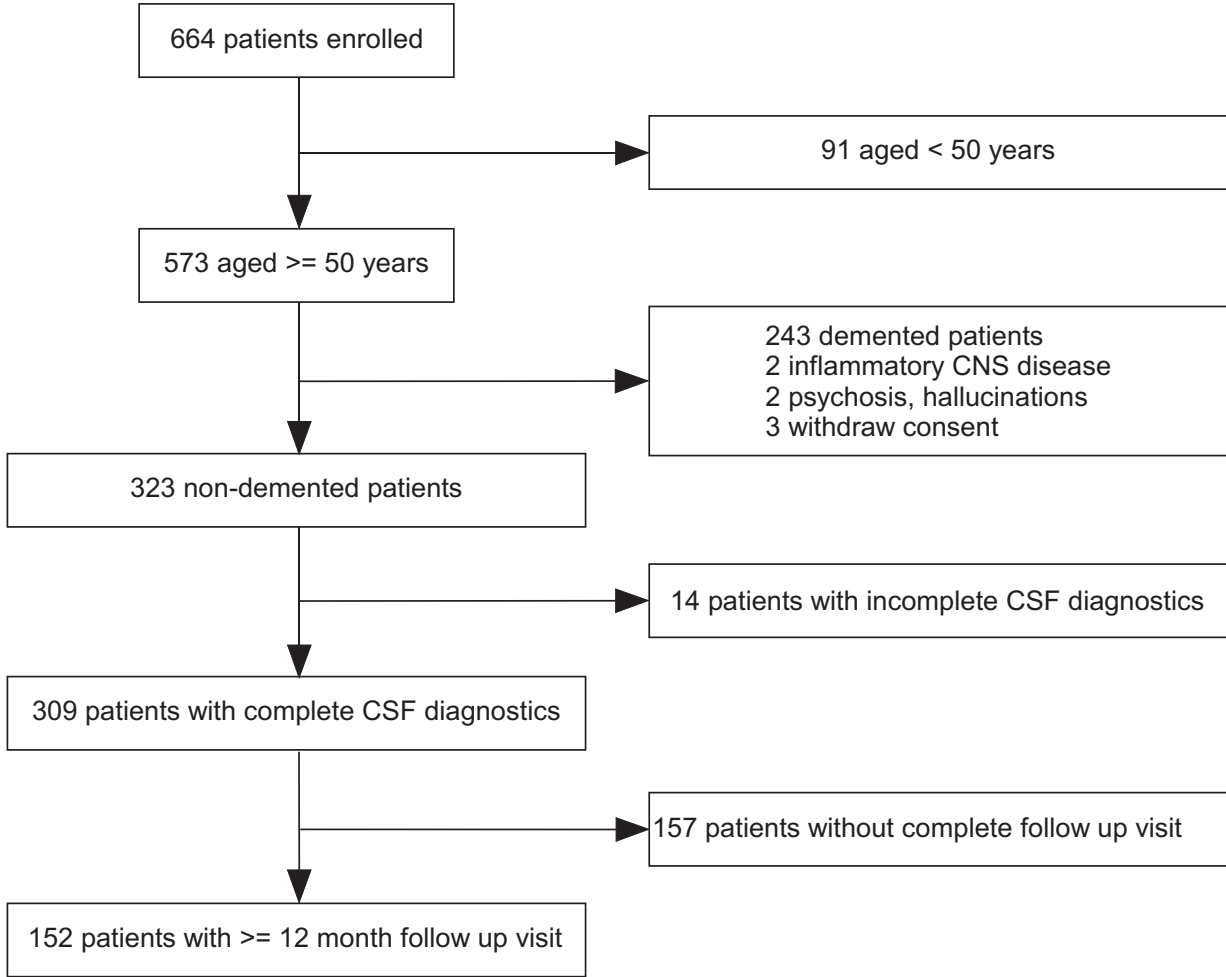 664 patients enrolled
91 aged < 50 years
573 aged >= 50 years
243 demented patients
2 inflammatory CNS disease
2 psychosis, hallucinations
3 withdraw consent
323 non-demented patients
14 patients with incomplete CSF diagnostics
309 patients with complete CSF diagnostics
157 patients without complete follow up visit
152 patients with >= 12 month follow up visit